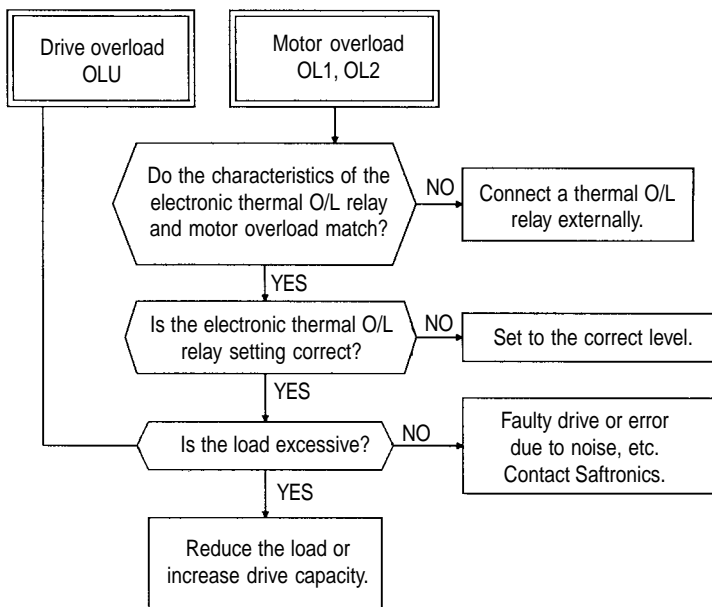 Drive overload
OLU
Motor overload
OL1, OL2
Do the characteristics of the
electronic thermal O/L relay
and motor overload match?
NO
Connect a thermal O/L
relay externally.
YES
Is the electronic thermal O/L
relay setting correct?
NO
Set to the correct level.
YES
Is the load excessive?
NO
Faulty drive or error
due to noise, etc.
Contact Saftronics.
YES
Reduce the load or
increase drive capacity.